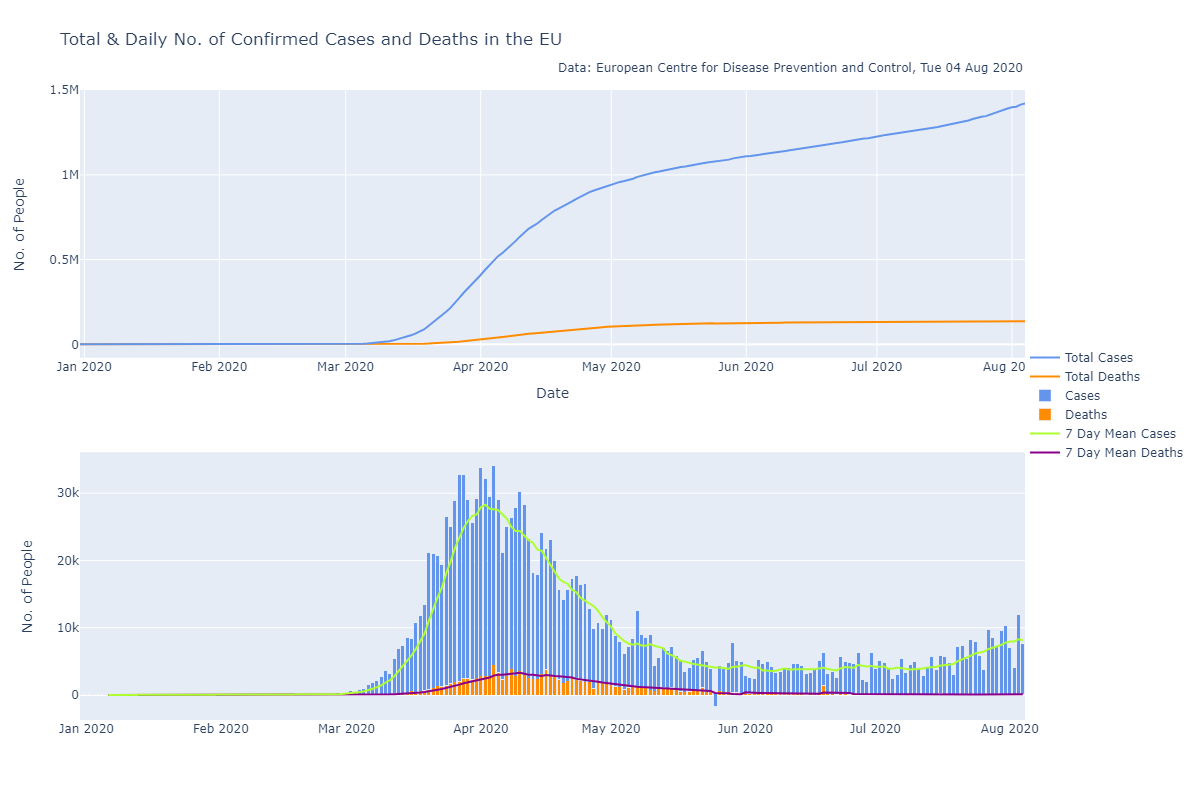 Total & Daily No. of Confirmed Cases and Deaths in the EU
Data: European Centre for Disease Prevention and Control, Tue 04 Aug 2020
1.5M
1M
0.5M
0
No. of People
Jan 2020 Feb 2020 Mar 2020 Apr 2020 May 2020 Jun 2020 Jul 2020 Aug 20
Date
Total Cases
Total Deaths
Cases
Deaths
7 Day Mean Cases
7 Day Mean Deaths
30k
20k
10k
0
No. of People
Jan 2020 Feb 2020 Mar 2020 Apr 2020 May 2020 Jun 2020 Jul 2020 Aug 2020